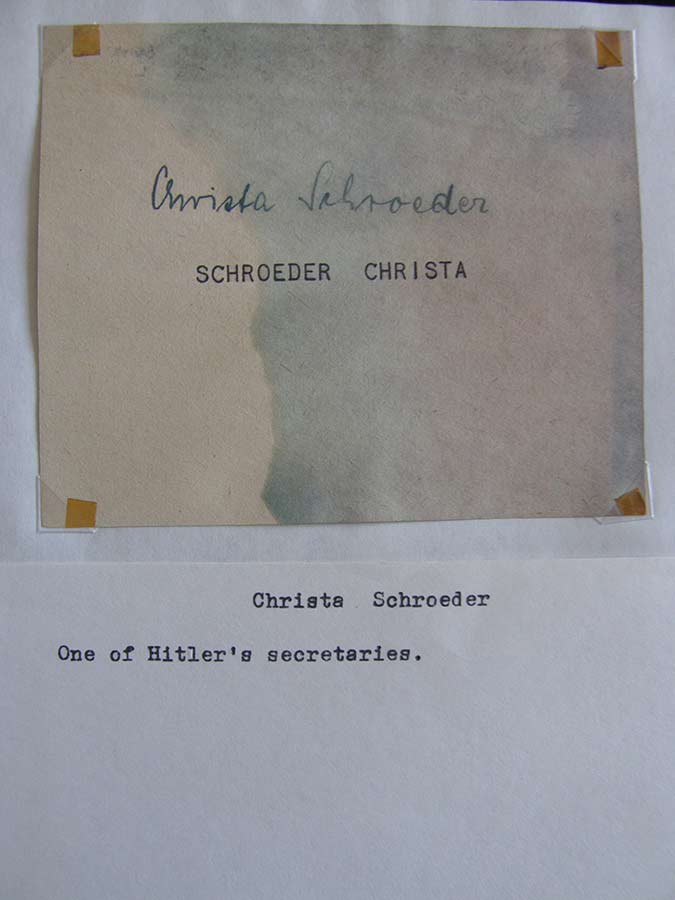 Christa Schroeder
SCHROEDER CHRISTA
Christa Schroeder
One of Hitler's secretaries.